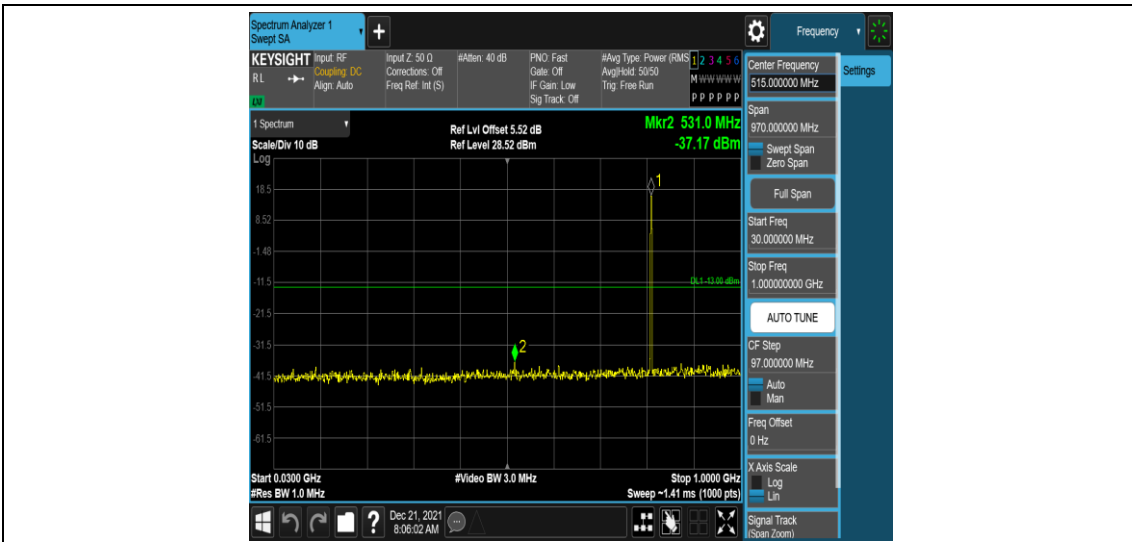 Spectrum Analyzer 1
Swept SA
+
Frequency
KEYSIGHT
RL
LXI
Input: RF
Coupling: DC
Align: Auto
Input Z: 50 Ω
Corrections: Off
Freq Ref: Int (S)
#Atten: 40 dB
PNO: Fast
Gate: Off
IF Gain: Low
Sig Track: Off
#Avg Type: Power (RMS
Avg|Hold: 50/50
Trig: Free Run
1 2 3 4 5 6
M W W W W W
P P P P P P
Center Frequency
515.000000 MHz
Settings
1 Spectrum
Scale/Div 10 dB
Ref Lvl Offset 5.52 dB
Ref Level 28.52 dBm
Mkr2 531.0 MHz
-37.17 dBm
Log
18.5
8.52
-1.48
-11.5
-21.5
-31.5
-41.5
-51.5
-61.5
1
DL1 -13.00 dBm
2
Start 0.0300 GHz
#Res BW 1.0 MHz
#Video BW 3.0 MHz
Stop 1.0000 GHz
Sweep ~1.41 ms (1000 pts)
Span
970.000000 MHz
Swept Span
Zero Span
Full Span
Start Freq
30.000000 MHz
Stop Freq
1.000000000 GHz
AUTO TUNE
CF Step
97.000000 MHz
Auto
Man
Freq Offset
0 Hz
X Axis Scale
Log
Lin
Signal Track
(Span Zoom)
?
Dec 21, 2021
8:06:02 AM